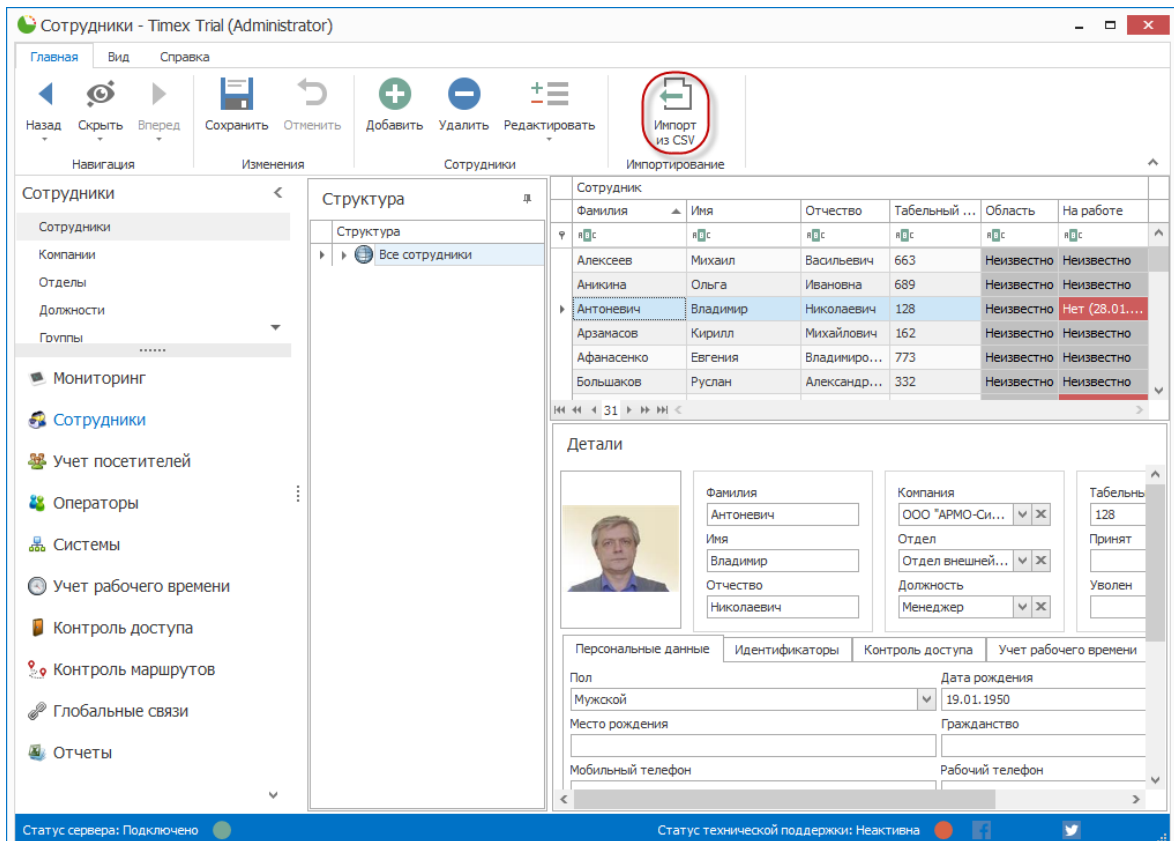 Сотрудники - Timex Trial (Administrator)
Главная Вид Справка
Назад Скрыть Вперед Сохранить Отменить Добавить Удалить Редактировать Импорт из CSV
Навигация Изменения Сотрудники Импортирование
Сотрудники
Сотрудники
Компании
Отделы
Должности
Группы
Мониторинг
Сотрудники
Учет посетителей
Операторы
Системы
Учет рабочего времени
Контроль доступа
Контроль маршрутов
Глобальные связи
Отчеты
Структура
Структура
Все сотрудники
Сотрудник
Фамилия Имя Отчество Табельный ... Область На работе
Алексеев Михаил Васильевич 663 Неизвестно Неизвестно
Аникина Ольга Ивановна 689 Неизвестно Неизвестно
Антоневич Владимир Николаевич 128 Неизвестно Нет (28.01....
Арзамасов Кирилл Михайлович 162 Неизвестно Неизвестно
Афанасенко Евгения Владимиро... 773 Неизвестно Неизвестно
Большаков Руслан Александр... 332 Неизвестно Неизвестно
31
Детали
Фамилия Компания Табельны
Антоневич ООО "АРМО-Си... 128
Имя Отдел Принят
Владимир Отдел внешней...
Отчество Должность Уволен
Николаевич Менеджер
Персональные данные Идентификаторы Контроль доступа Учет рабочего времени
Пол Дата рождения
Мужской 19.01.1950
Место рождения Гражданство
Мобильный телефон Рабочий телефон
Статус сервера: Подключено Статус технической поддержки: Неактивна